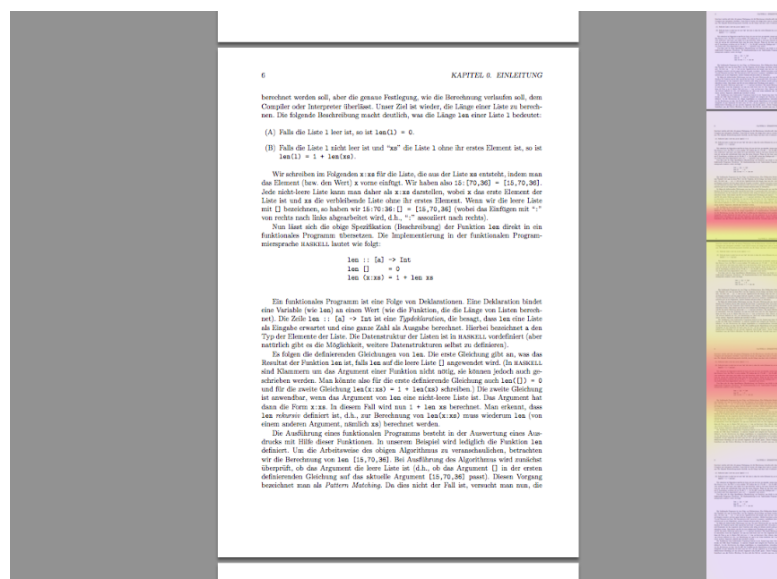 6 KAPITEL 0. EINLEITUNG
berechnet werden soll, aber die genaue Festlegung, wie die Berechnung verlaufen soll, dem
Compiler oder Interpreter überlässt. Unser Ziel ist wieder, die Länge einer Liste zu berech-
nen. Die folgende Beschreibung macht deutlich, was die Länge len einer Liste l bedeutet:
(A) Falls die Liste l leer ist, so ist len(l) = 0.
(B) Falls die Liste l nicht leer ist und "xs" die Liste l ohne ihr erstes Element ist, so ist
len(l) = 1 + len(xs).
Wir schreiben im Folgenden x:xs für die Liste, die aus der Liste xs entsteht, indem man
das Element (bzw. den Wert) x vorne einfügt. Wir haben also 15:[70,36] = [15,70,36].
Jede nicht-leere Liste kann man daher als x:xs darstellen, wobei x das erste Element der
Liste ist und xs die verbleibende Liste ohne ihr erstes Element. Wenn wir die leere Liste
mit [] bezeichnen, so haben wir 15:70:36:[] = [15,70,36] (wobei das Einfügen mit ":"
von rechts nach links abgearbeitet wird, d.h., ":" assoziiert nach rechts).
Nun lässt sich die obige Spezifikation (Beschreibung) der Funktion len direkt in ein
funktionales Programm übersetzen. Die Implementierung in der funktionalen Program-
miersprache HASKELL lautet wie folgt:
len :: [a] -> Int
len [] = 0
len (x:xs) = 1 + len xs
Ein funktionales Programm ist eine Folge von Deklarationen. Eine Deklaration bindet
eine Variable (wie len) an einen Wert (wie die Funktion, die die Länge von Listen berech-
net). Die Zeile len :: [a] -> Int ist eine Typdeklaration, die besagt, dass len eine Liste
als Eingabe erwartet und eine ganze Zahl als Ausgabe berechnet. Hierbei bezeichnet a den
Typ der Elemente der Liste. Die Datenstruktur der Listen ist in HASKELL vordefiniert (aber
natürlich gibt es die Möglichkeit, weitere Datenstrukturen selbst zu definieren).
Es folgen die definierenden Gleichungen von len. Die erste Gleichung gibt an, was das
Resultat der Funktion len ist, falls len auf die leere Liste [] angewendet wird. (In HASKELL
sind Klammern um das Argument einer Funktion nicht nötig, sie können jedoch auch ge-
schrieben werden. Man könnte also für die erste definierende Gleichung auch len([]) = 0
und für die zweite Gleichung len(x:xs) = 1 + len(xs) schreiben.) Die zweite Gleichung
ist anwendbar, wenn das Argument von len eine nicht-leere Liste ist. Das Argument hat
dann die Form x:xs. In diesem Fall wird nun 1 + len xs berechnet. Man erkennt, dass
len rekursiv definiert ist, d.h., zur Berechnung von len(x:xs) muss wiederum len (von
einem anderen Argument, nämlich xs) berechnet werden.
Die Ausführung eines funktionalen Programms besteht in der Auswertung eines Aus-
drucks mit Hilfe dieser Funktionen. In unserem Beispiel wird lediglich die Funktion len
definiert. Um die Arbeitsweise des obigen Algorithmus zu veranschaulichen, betrachten
wir die Berechnung von len [15,70,36]. Bei Ausführung des Algorithmus wird zunächst
überprüft, ob das Argument die leere Liste ist (d.h., ob das Argument [] in der ersten
definierenden Gleichung auf das aktuelle Argument [15,70,36] passt). Diesen Vorgang
bezeichnet man als Pattern Matching. Da dies nicht der Fall ist, versucht man nun, die